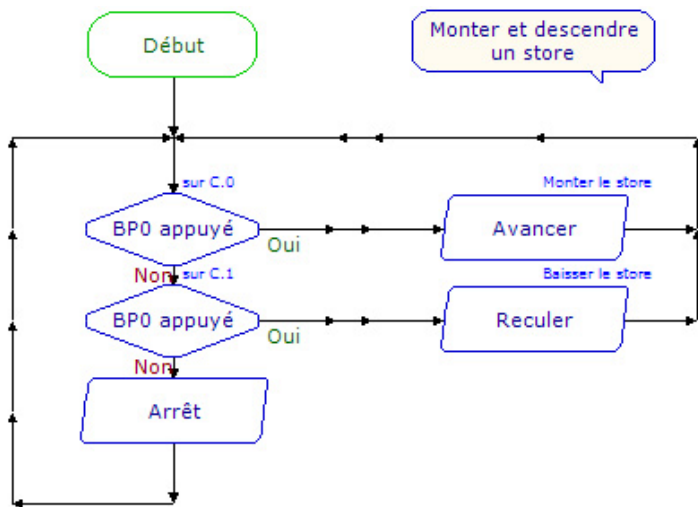 Début
Monter et descendre
un store
sur C.0
Monter le store
BP0 appuyé
Oui
Avancer
Non
sur C.1
Baisser le store
BP0 appuyé
Oui
Reculer
Non
Arrêt